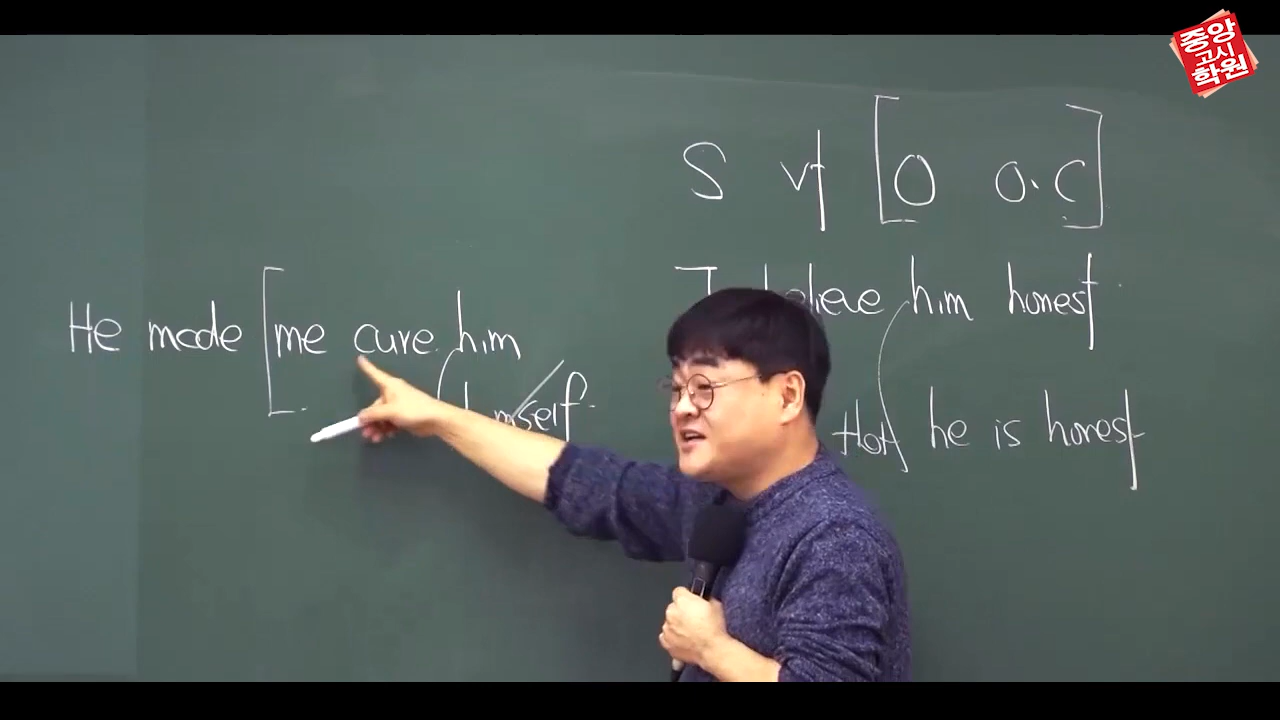 중앙
고시
학원
S vt [O O.C]
I believe him honest
He made [me cure him
himself.
that he is honest